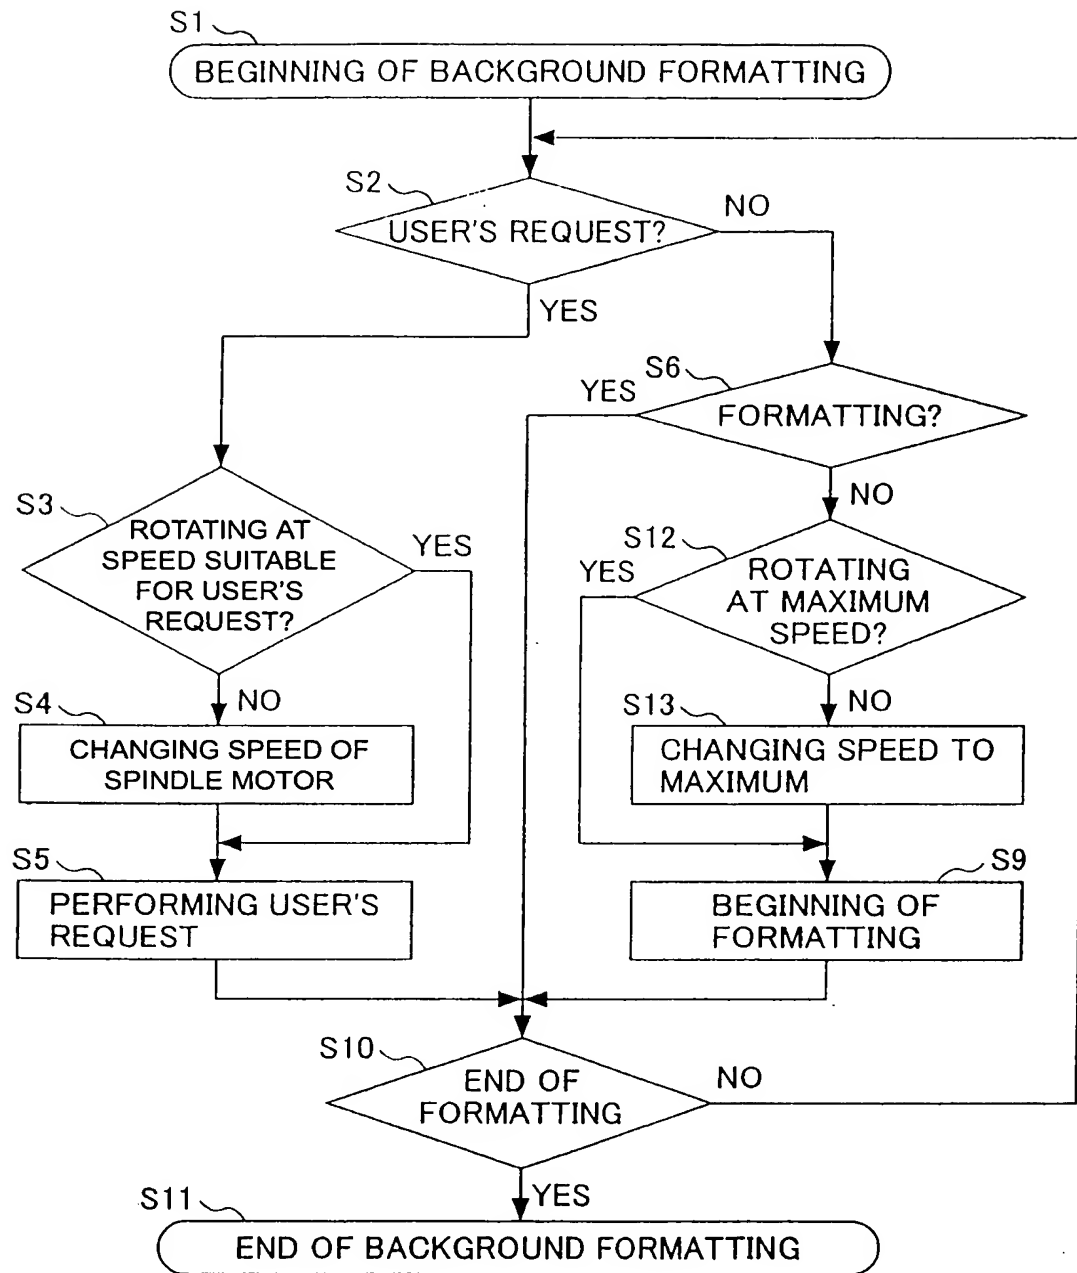 S1
BEGINNING OF BACKGROUND FORMATTING
S2
USER'S REQUEST?
NO
YES
S6
YES
FORMATTING?
NO
S3
ROTATING AT
SPEED SUITABLE
FOR USER'S
REQUEST?
YES
NO
S12
YES
ROTATING
AT MAXIMUM
SPEED?
NO
S4
CHANGING SPEED OF
SPINDLE MOTOR
S13
CHANGING SPEED TO
MAXIMUM
S5
PERFORMING USER'S
REQUEST
S9
BEGINNING OF
FORMATTING
S10
END OF
FORMATTING
NO
YES
S11
END OF BACKGROUND FORMATTING